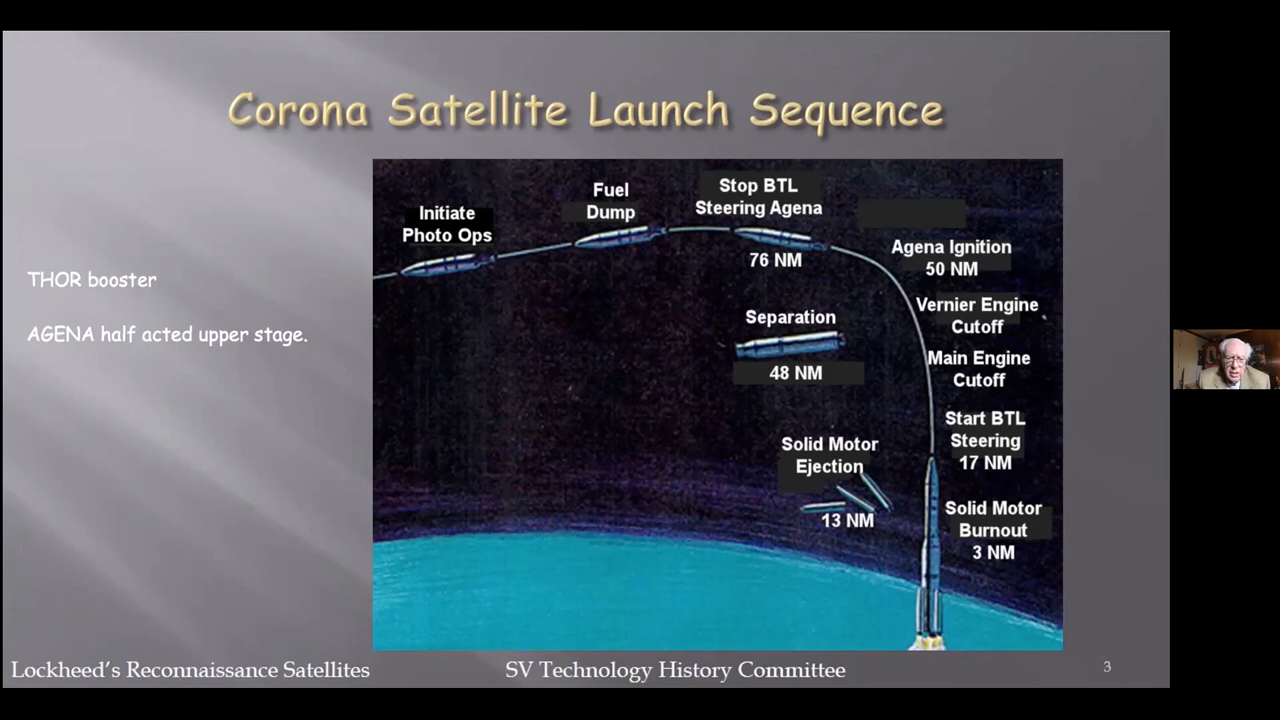 Corona Satellite Launch Sequence
THOR booster
AGENA half acted upper stage.
Initiate
Photo Ops
Fuel
Dump
Stop BTL
Steering Agena
76 NM
Agena Ignition
50 NM
Vernier Engine
Cutoff
Separation
48 NM
Main Engine
Cutoff
Start BTL
Steering
17 NM
Solid Motor
Ejection
13 NM
Solid Motor
Burnout
3 NM
Lockheed's Reconnaissance Satellites
SV Technology History Committee
3